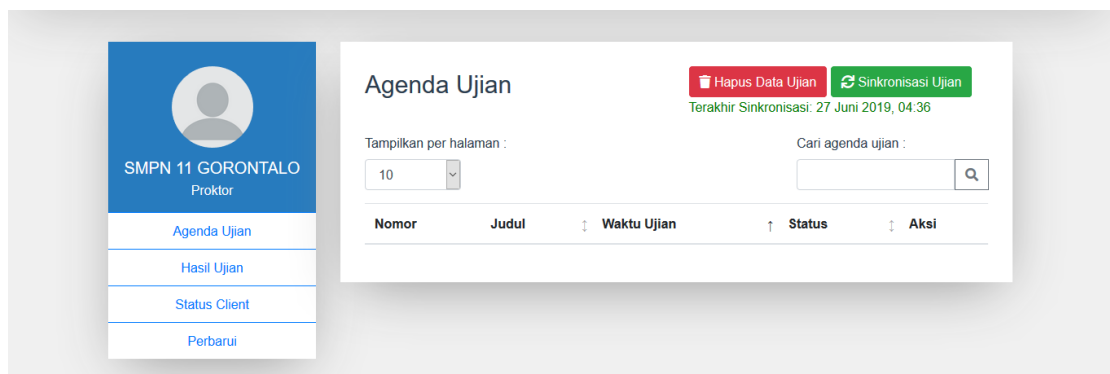 SMPN 11 GORONTALO
Proktor
Agenda Ujian
Hasil Ujian
Status Client
Perbarui
Agenda Ujian
Hapus Data Ujian
Sinkronisasi Ujian
Terakhir Sinkronisasi: 27 Juni 2019, 04:36
Tampilkan per halaman :
Cari agenda ujian :
10
Nomor Judul Waktu Ujian Status Aksi